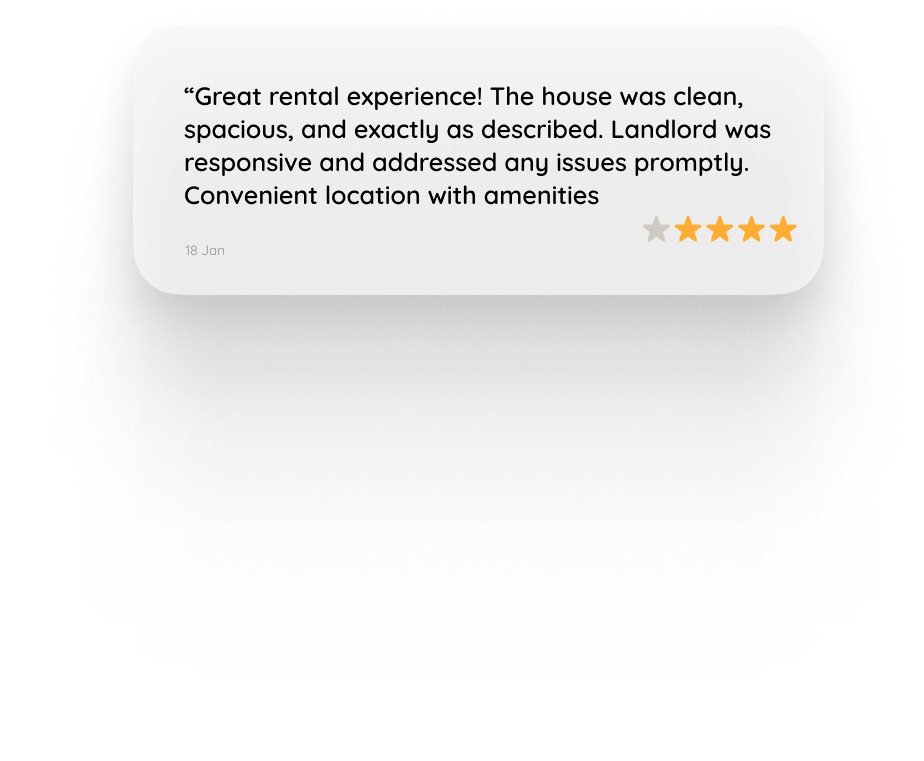 “Great rental experience! The house was clean,
spacious, and exactly as described. Landlord was
responsive and addressed any issues promptly.
Convenient location with amenities
18 Jan